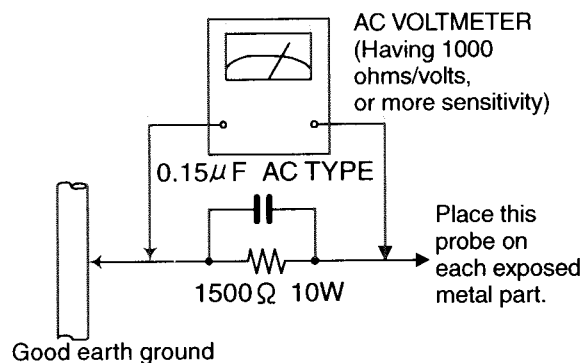 AC VOLTMETER
(Having 1000
ohms/volts,
or more sensitivity)
0.15μF AC TYPE
Place this
probe on
each exposed
metal part.
1500Ω 10W
Good earth ground